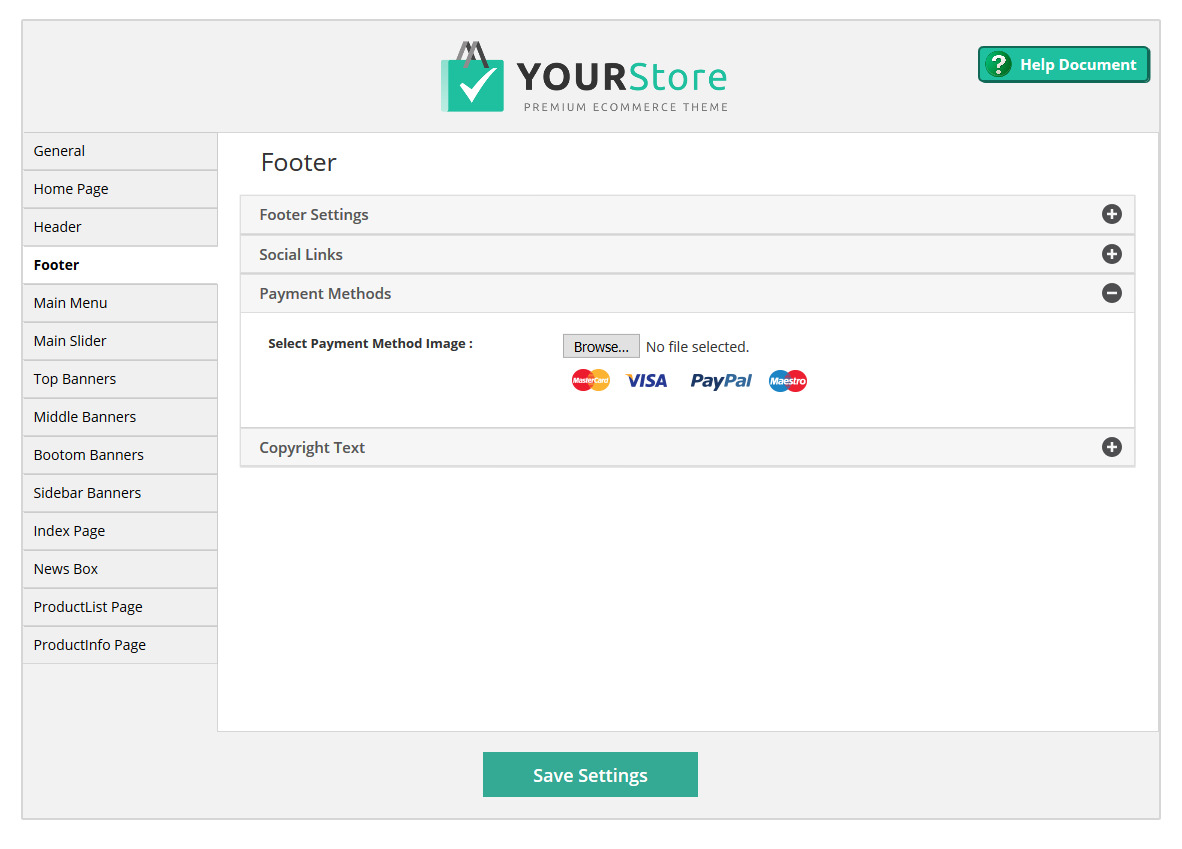 YOURStore
PREMIUM ECOMMERCE THEME
? Help Document
General
Home Page
Header
Footer
Main Menu
Main Slider
Top Banners
Middle Banners
Bootom Banners
Sidebar Banners
Index Page
News Box
ProductList Page
ProductInfo Page
Footer
Footer Settings
Social Links
Payment Methods
Select Payment Method Image :
Browse... No file selected.
MasterCard VISA PayPal Maestro
Copyright Text
Save Settings